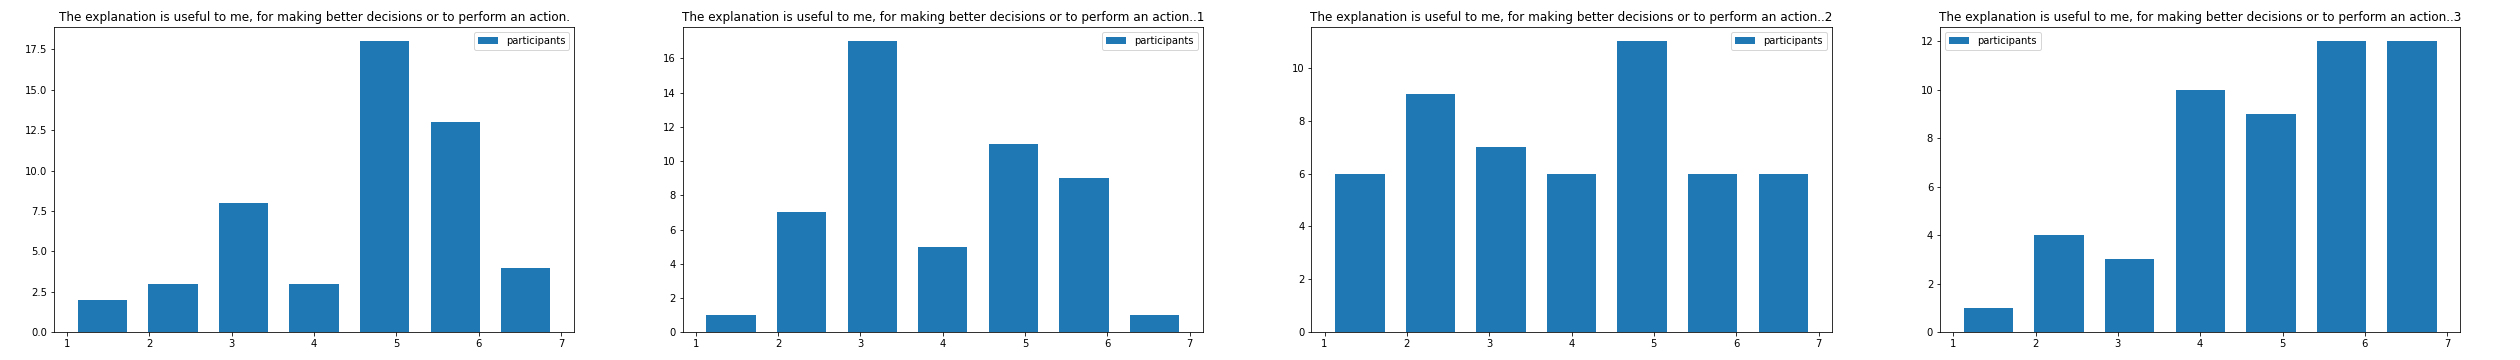 The explanation is useful to me, for making better decisions or to perform an action.
participants
17.5
15.0
12.5
10.0
7.5
5.0
2.5
0.0
1 2 3 4 5 6 7
The explanation is useful to me, for making better decisions or to perform an action..1
participants
16
14
12
10
8
6
4
2
0
1 2 3 4 5 6 7
The explanation is useful to me, for making better decisions or to perform an action..2
participants
10
8
6
4
2
0
1 2 3 4 5 6 7
The explanation is useful to me, for making better decisions or to perform an action..3
participants
12
10
8
6
4
2
0
1 2 3 4 5 6 7